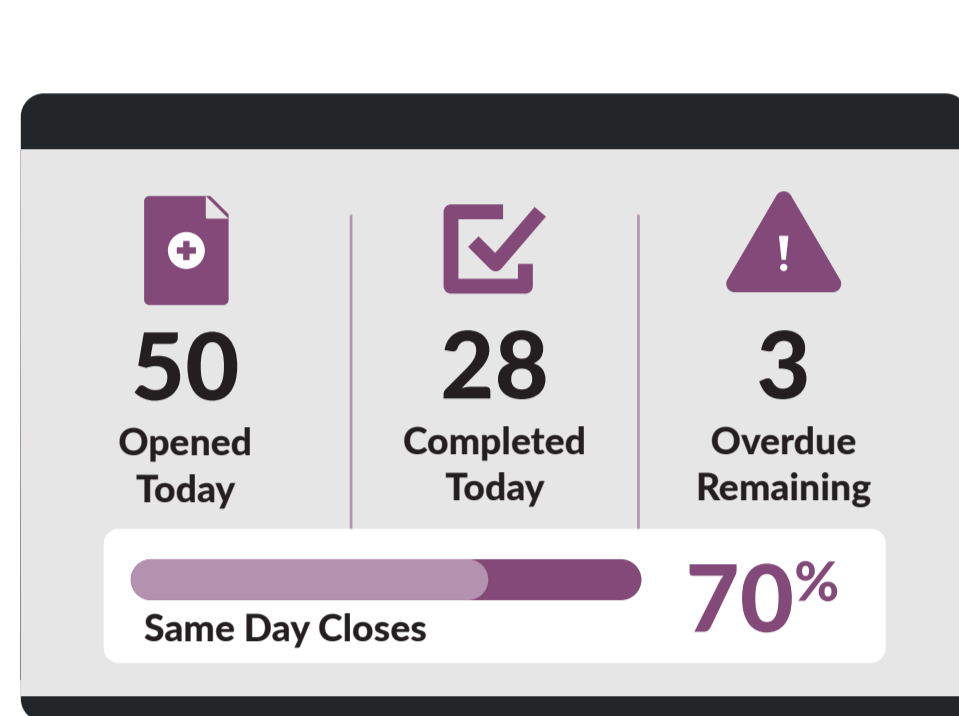 50
Opened
Today
28
Completed
Today
3
Overdue
Remaining
Same Day Closes
70%